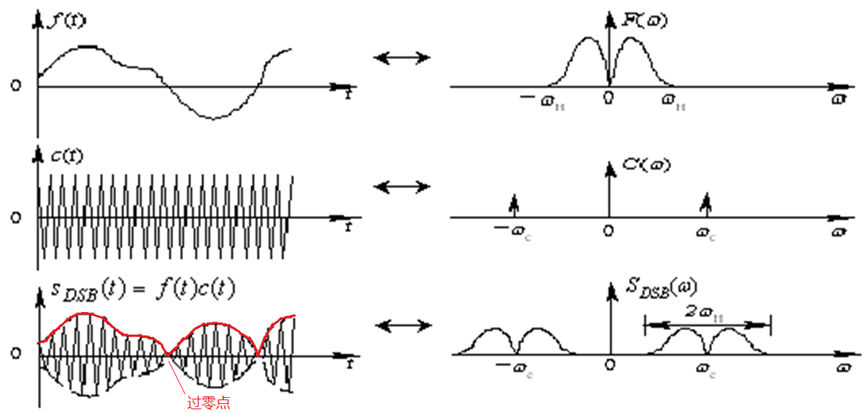 f(t)
F(ω)
0
t
−ω_H
0
ω_H
ω
c(t)
C(ω)
0
t
−ω_c
0
ω_c
ω
s_DSB(t) = f(t)c(t)
S_DSB(ω)
2ω_H
0
t
−ω_c
0
ω_c
ω
过零点